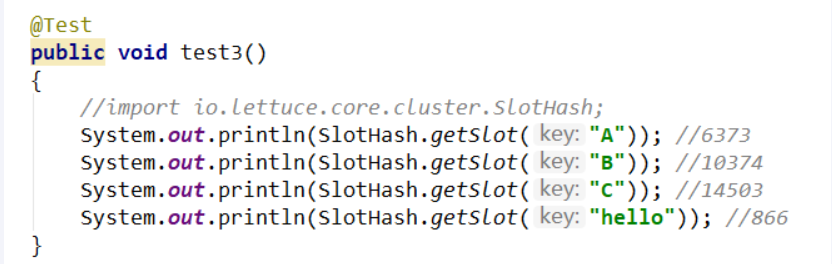 @Test
public void test3()
{
    //import io.lettuce.core.cluster.SlotHash;
    System.out.println(SlotHash.getSlot( key: "A")); //6373
    System.out.println(SlotHash.getSlot( key: "B")); //10374
    System.out.println(SlotHash.getSlot( key: "C")); //14503
    System.out.println(SlotHash.getSlot( key: "hello")); //866
}